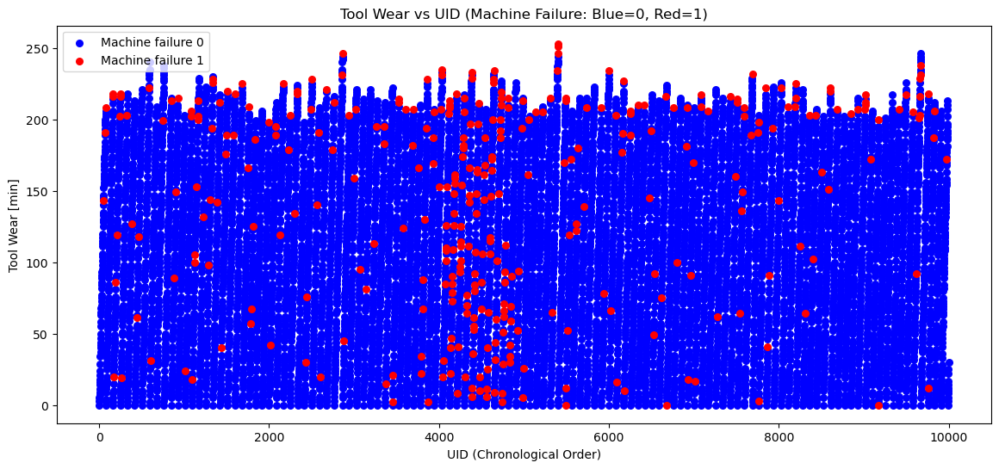 Tool Wear vs UID (Machine Failure: Blue=0, Red=1)
Machine failure 0
Machine failure 1
250
200
150
100
50
0
Tool Wear [min]
0 2000 4000 6000 8000 10000
UID (Chronological Order)